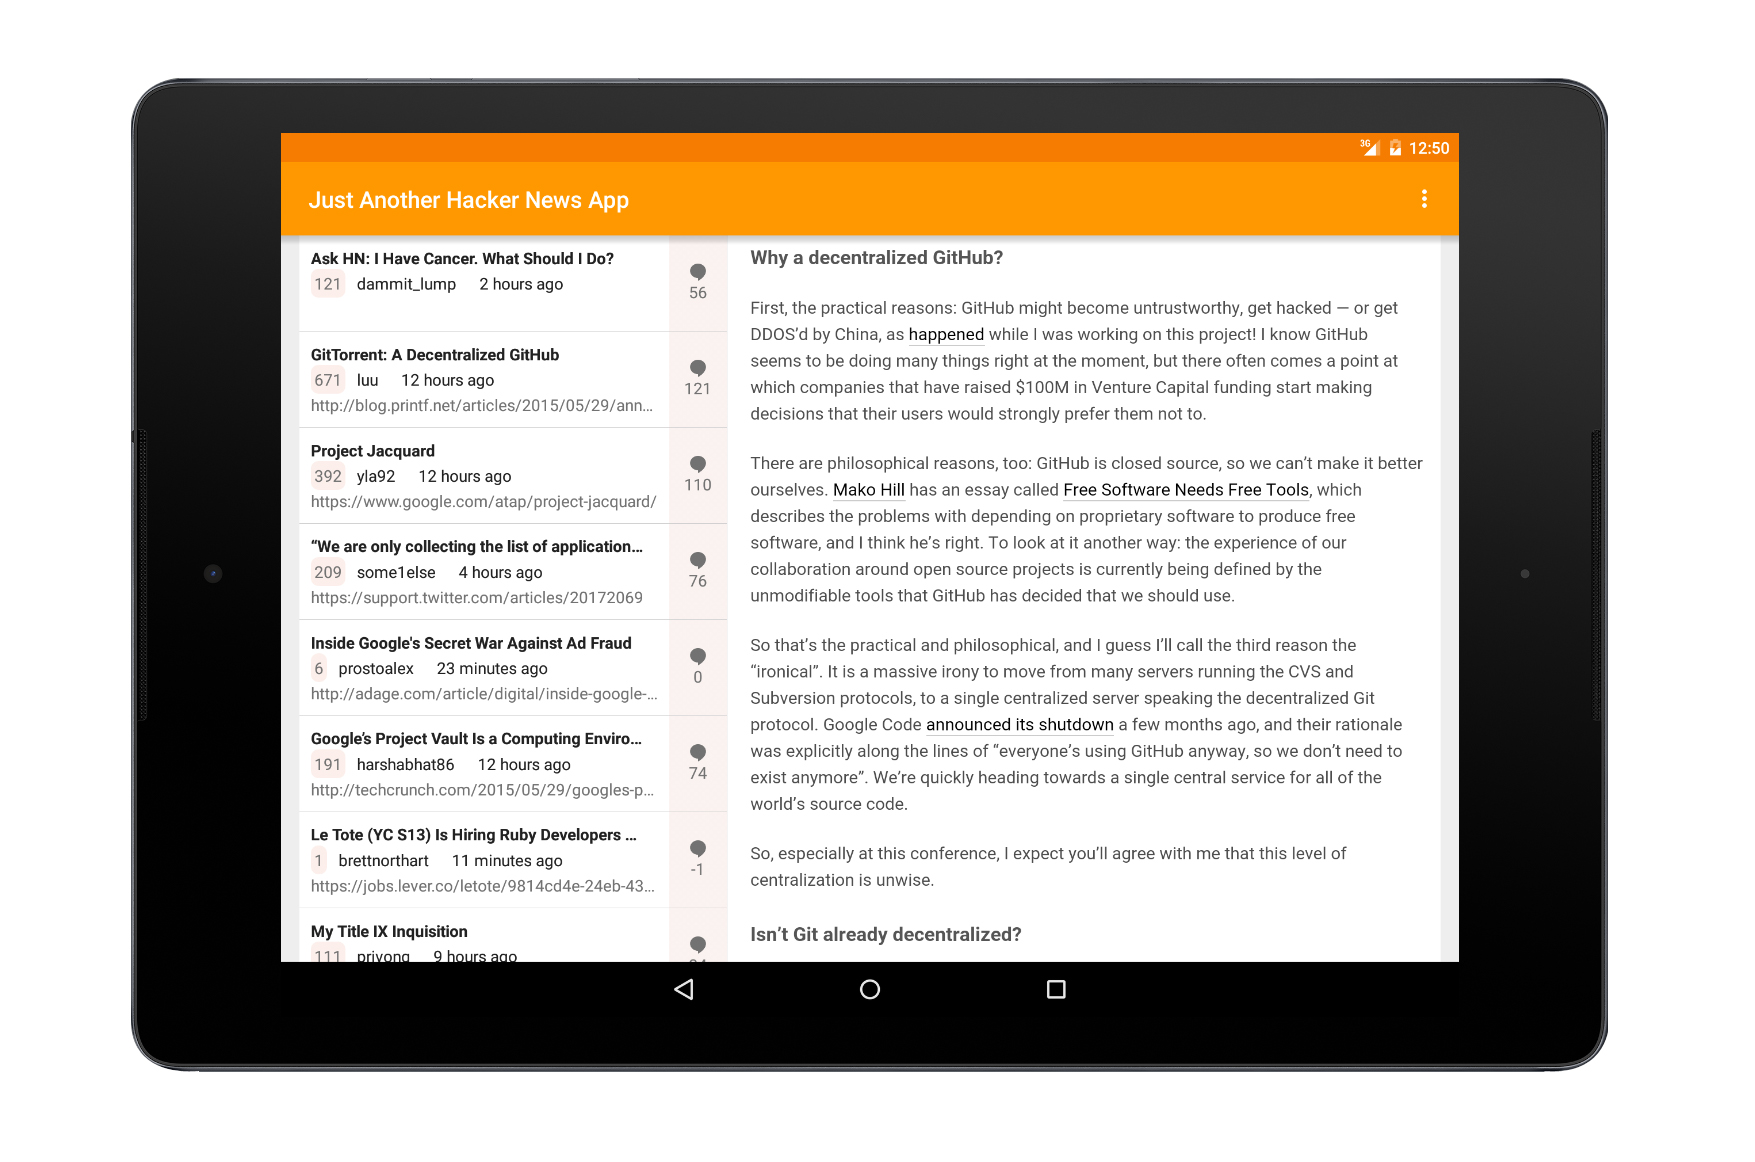 3G 12:50
Just Another Hacker News App
Ask HN: I Have Cancer. What Should I Do?
121 dammit_lump 2 hours ago
56
GitTorrent: A Decentralized GitHub
671 luu 12 hours ago
121
http://blog.printf.net/articles/2015/05/29/ann...
Project Jacquard
392 yla92 12 hours ago
110
https://www.google.com/atap/project-jacquard/
“We are only collecting the list of application...
209 some1else 4 hours ago
76
https://support.twitter.com/articles/20172069
Inside Google's Secret War Against Ad Fraud
6 prostoalex 23 minutes ago
0
http://adage.com/article/digital/inside-google-...
Google’s Project Vault Is a Computing Enviro...
191 harshabhat86 12 hours ago
74
http://techcrunch.com/2015/05/29/googles-p...
Le Tote (YC S13) Is Hiring Ruby Developers ...
1 brettnorthart 11 minutes ago
-1
https://jobs.lever.co/letote/9814cd4e-24eb-43...
My Title IX Inquisition
111 privong 9 hours ago
Why a decentralized GitHub?
First, the practical reasons: GitHub might become untrustworthy, get hacked — or get
DDOS’d by China, as happened while I was working on this project! I know GitHub
seems to be doing many things right at the moment, but there often comes a point at
which companies that have raised $100M in Venture Capital funding start making
decisions that their users would strongly prefer them not to.
There are philosophical reasons, too: GitHub is closed source, so we can’t make it better
ourselves. Mako Hill has an essay called Free Software Needs Free Tools, which
describes the problems with depending on proprietary software to produce free
software, and I think he’s right. To look at it another way: the experience of our
collaboration around open source projects is currently being defined by the
unmodifiable tools that GitHub has decided that we should use.
So that’s the practical and philosophical, and I guess I’ll call the third reason the
“ironical”. It is a massive irony to move from many servers running the CVS and
Subversion protocols, to a single centralized server speaking the decentralized Git
protocol. Google Code announced its shutdown a few months ago, and their rationale
was explicitly along the lines of “everyone’s using GitHub anyway, so we don’t need to
exist anymore”. We’re quickly heading towards a single central service for all of the
world’s source code.
So, especially at this conference, I expect you’ll agree with me that this level of
centralization is unwise.
Isn’t Git already decentralized?